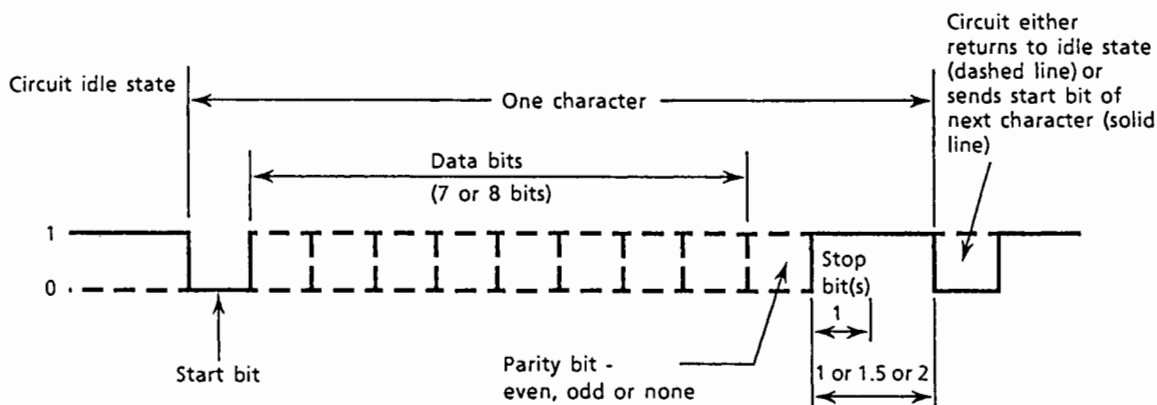 Circuit either
returns to idle state
(dashed line) or
sends start bit of
next character (solid
line)
Circuit idle state
One character
Data bits
(7 or 8 bits)
1
0
Stop
bit(s)
1
Start bit
Parity bit -
even, odd or none
1 or 1.5 or 2